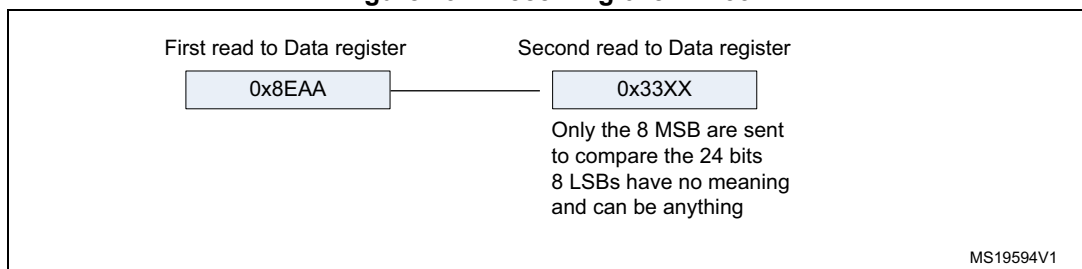 First read to Data register
Second read to Data register
0x8EAA
0x33XX
Only the 8 MSB are sent
to compare the 24 bits
8 LSBs have no meaning
and can be anything
MS19594V1